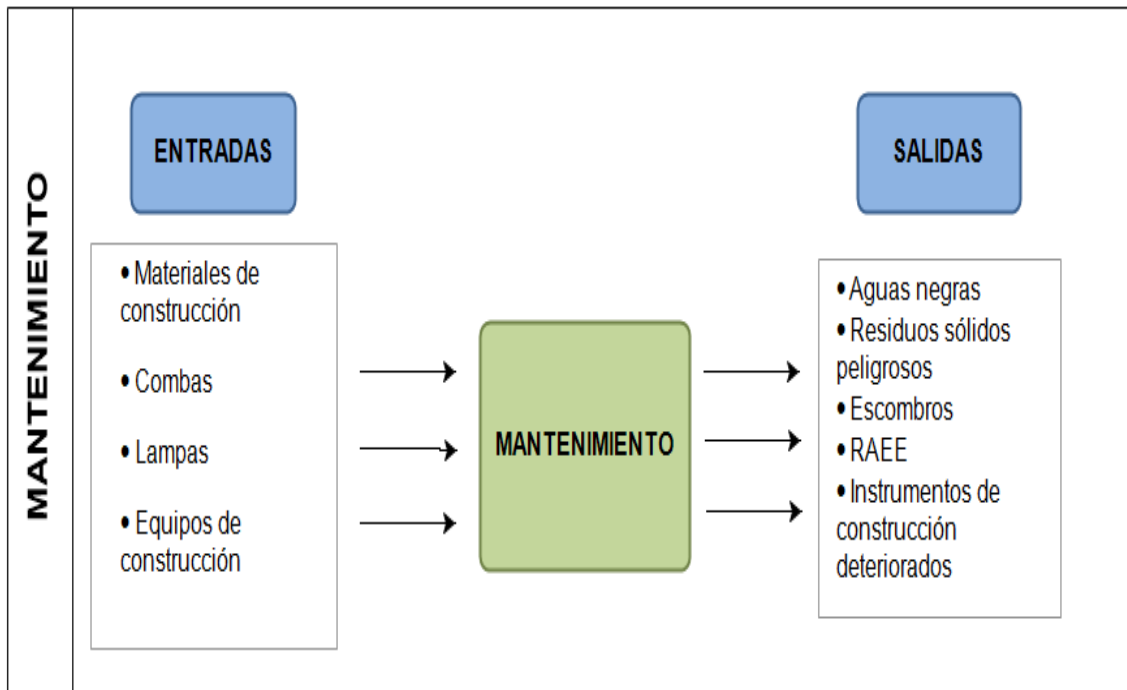 MANTENIMIENTO
ENTRADAS
• Materiales de
construcción
• Combas
• Lampas
• Equipos de
construcción
MANTENIMIENTO
SALIDAS
• Aguas negras
• Residuos sólidos
peligrosos
• Escombros
• RAEE
• Instrumentos de
construcción
deteriorados